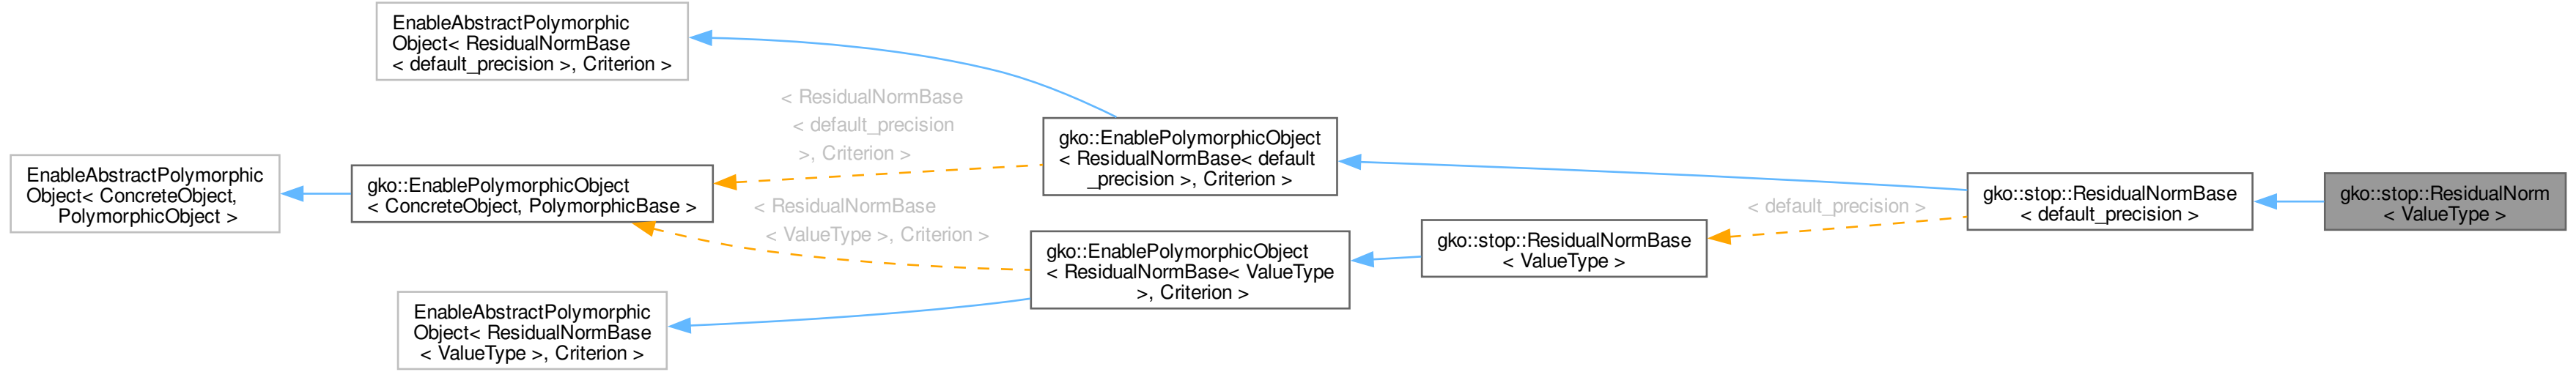 EnableAbstractPolymorphic
Object< ResidualNormBase
< default_precision >, Criterion >
< ResidualNormBase
< default_precision
>, Criterion >
gko::EnablePolymorphicObject
< ResidualNormBase< default
_precision >, Criterion >
EnableAbstractPolymorphic
Object< ConcreteObject,
PolymorphicObject >
gko::EnablePolymorphicObject
< ConcreteObject, PolymorphicBase >
gko::stop::ResidualNormBase
< default_precision >
gko::stop::ResidualNorm
< ValueType >
< ResidualNormBase
< ValueType >, Criterion >
< default_precision >
gko::EnablePolymorphicObject
< ResidualNormBase< ValueType
>, Criterion >
gko::stop::ResidualNormBase
< ValueType >
EnableAbstractPolymorphic
Object< ResidualNormBase
< ValueType >, Criterion >